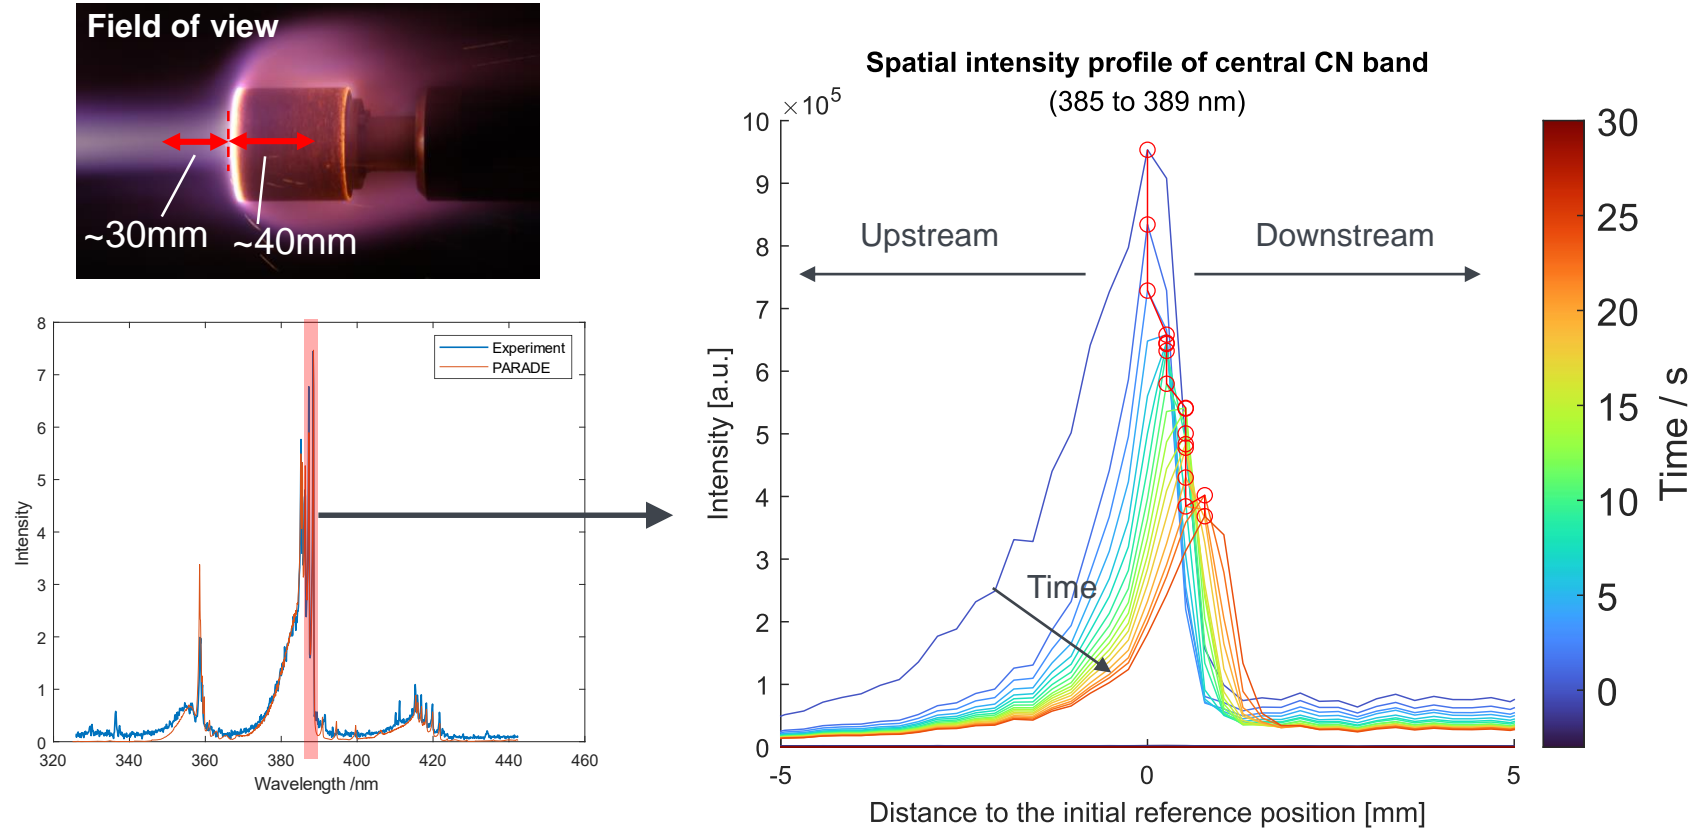 Field of view
~30mm
~40mm
8
7
6
5
4
3
2
1
0
320
340
360
380
400
420
440
460
Intensity
Wavelength /nm
Experiment
PARADE
Spatial intensity profile of central CN band
(385 to 389 nm)
×10⁵
10
9
8
7
6
5
4
3
2
1
0
Intensity [a.u.]
Upstream
Downstream
Time
-5
0
5
Distance to the initial reference position [mm]
30
25
20
15
10
5
0
Time / s